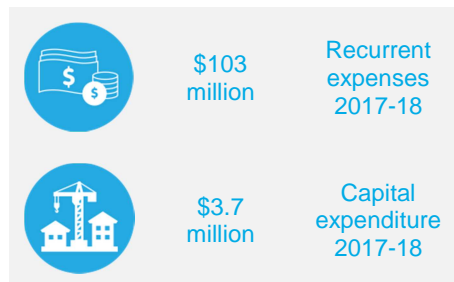 $
$
$103
million
Recurrent
expenses
2017-18
$3.7
million
Capital
expenditure
2017-18